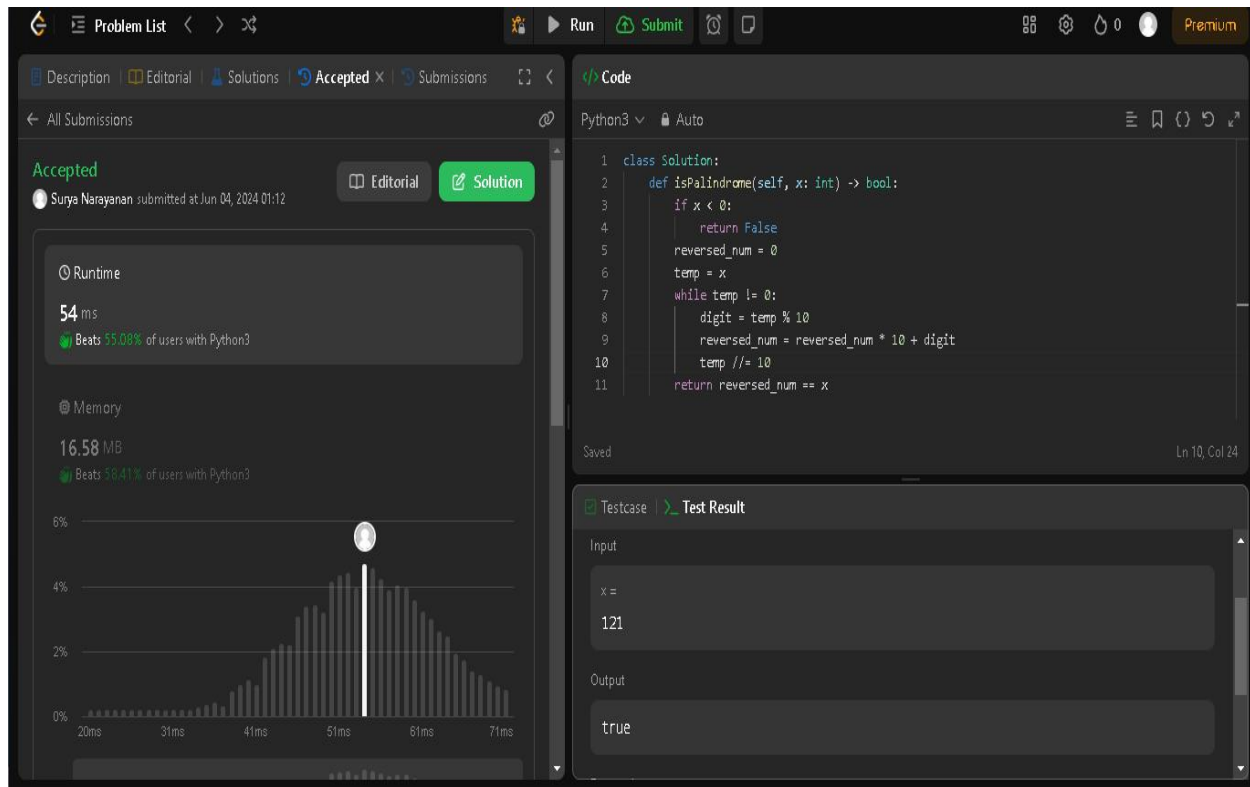 Problem List
Run
Submit
0
Premium
Description
Editorial
Solutions
Accepted
Submissions
All Submissions
Accepted
Surya Narayanan submitted at Jun 04, 2024 01:12
Editorial
Solution
Runtime
54 ms
Beats 55.08% of users with Python3
Memory
16.58 MB
Beats 58.41% of users with Python3
6%
4%
2%
0%
20ms 31ms 41ms 51ms 61ms 71ms
</> Code
Python3
Auto
1 class Solution:
2 def isPalindrome(self, x: int) -> bool:
3 if x < 0:
4 return False
5 reversed_num = 0
6 temp = x
7 while temp != 0:
8 digit = temp % 10
9 reversed_num = reversed_num * 10 + digit
10 temp //= 10
11 return reversed_num == x
Saved
Ln 10, Col 24
Testcase
>_ Test Result
Input
x =
121
Output
true